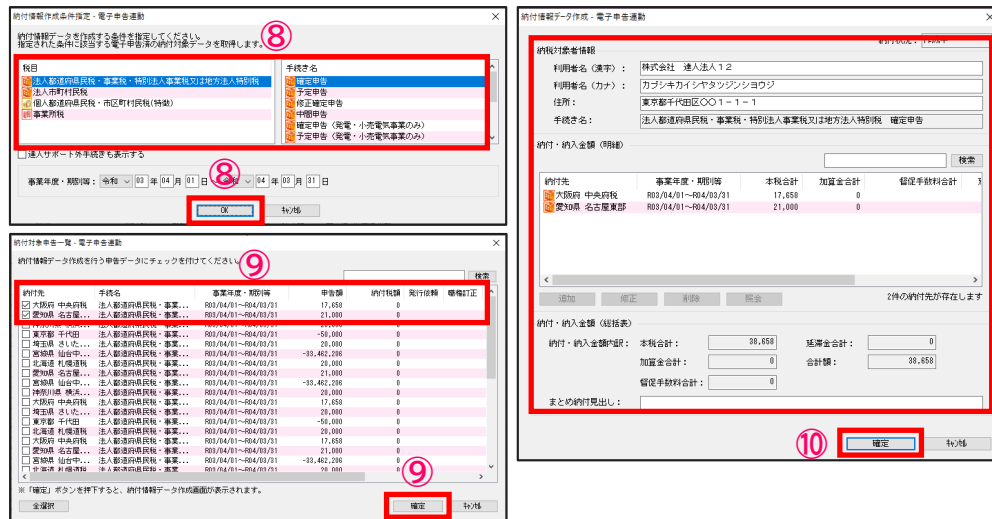 納付情報作成条件指定 - 電子申告連動
納付情報データを作成する条件を指定してください。
指定された条件に該当する電子申告済の納付対象データを取得します。
⑧
税目
法人都道府県民税・事業税・特別法人事業税又は地方法人特別税
法人市町村民税
個人都道府県民税・市区町村民税(特徴)
事業所税
手続き名
確定申告
予定申告
修正確定申告
中間申告
確定申告（発電・小売電気事業のみ）
予定申告（発電・小売電気事業のみ）
達人サポート外手続きも表示する
⑧
事業年度・期別等： 令和 03 年 04 月 01 日 ～ 令和 04 年 03 月 31 日
OK
ｷｬﾝｾﾙ
納付対象申告一覧 - 電子申告連動
納付情報データ作成を行う申告データにチェックを付けてください。
⑨
検索
納付先 手続名 事業年度・期別等 申告額 納付税額 発行依頼 職権訂正
大阪府 中央府税 法人都道府県民税・事業... R03/04/01～R04/03/31 17,658 0
愛知県 名古屋... 法人都道府県民税・事業... R03/04/01～R04/03/31 21,000 0
東京都 千代田 法人都道府県民税・事業... R03/04/01～R04/03/31 -50,000 0
埼玉県 さいた... 法人都道府県民税・事業... R03/04/01～R04/03/31 20,000 0
宮城県 仙台中... 法人都道府県民税・事業... R03/04/01～R04/03/31 -33,462,206 0
北海道 札幌道税 法人都道府県民税・事業... R03/04/01～R04/03/31 20,000 0
愛知県 名古屋... 法人都道府県民税・事業... R03/04/01～R04/03/31 21,000 0
宮城県 仙台中... 法人都道府県民税・事業... R03/04/01～R04/03/31 -33,462,206 0
神奈川県 横浜... 法人都道府県民税・事業... R03/04/01～R04/03/31 20,000 0
大阪府 中央府税 法人都道府県民税・事業... R03/04/01～R04/03/31 17,658 0
埼玉県 さいた... 法人都道府県民税・事業... R03/04/01～R04/03/31 20,000 0
東京都 千代田 法人都道府県民税・事業... R03/04/01～R04/03/31 -50,000 0
北海道 札幌道税 法人都道府県民税・事業... R03/04/01～R04/03/31 20,000 0
大阪府 中央府税 法人都道府県民税・事業... R03/04/01～R04/03/31 17,658 0
愛知県 名古屋... 法人都道府県民税・事業... R03/04/01～R04/03/31 21,000 0
宮城県 仙台中... 法人都道府県民税・事業... R03/04/01～R04/03/31 -33,462,206 0
北海道 札幌道税 法人都道府県民税・事業 R03/04/01～R04/03/31 20,000 0
⑨
※「確定」ボタンを押下すると、納付情報データ作成画面が表示されます。
全選択
確定
ｷｬﾝｾﾙ
納付情報データ作成 - 電子申告連動
納税対象者情報
利用者名（漢字）： 株式会社 達人法人１２
利用者名（カナ）： カブシキカイシヤタツジンシヨウジ
住所： 東京都千代田区〇〇１－１－１
手続き名： 法人都道府県民税・事業税・特別法人事業税又は地方法人特別税 確定申告
納付・納入金額（明細）
検索
納付先 事業年度・期別等 本税合計 加算金合計 督促手数料合計
大阪府 中央府税 R03/04/01～R04/03/31 17,658 0
愛知県 名古屋東部 R03/04/01～R04/03/31 21,000 0
追加
修正
削除
照会
2件の納付先が存在します
納付・納入金額（総括表）
納付・納入金額内訳： 本税合計： 38,658 延滞金合計： 0
加算金合計： 0 合計額： 38,658
督促手数料合計： 0
まとめ納付見出し：
⑩
確定
ｷｬﾝｾﾙ